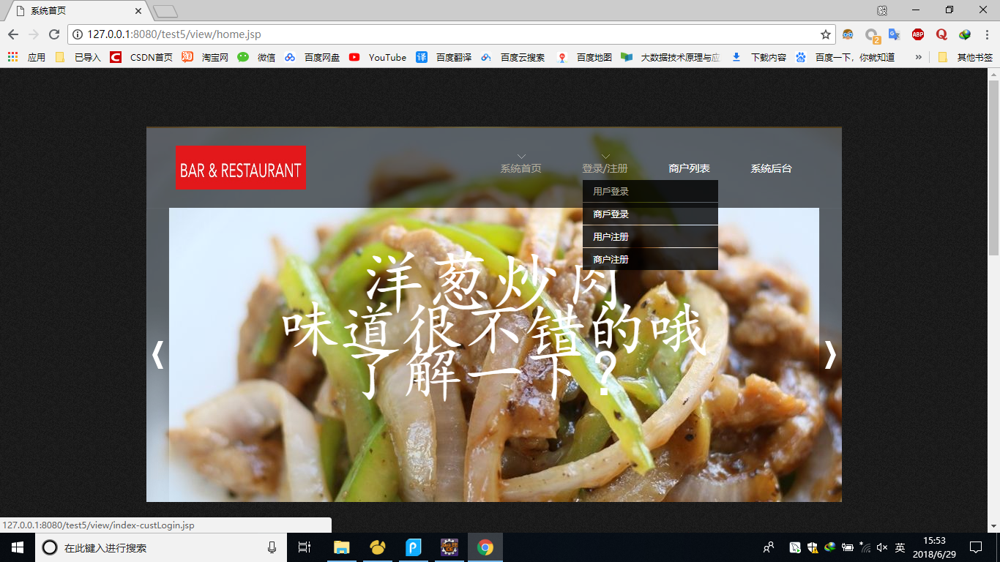 系统首页
127.0.0.1:8080/test5/view/home.jsp
2
ABP
应用 已导入 CSDN首页 淘宝网 微信 百度网盘 YouTube 百度翻译 百度云搜索 百度地图 大数据技术原理与应 下载内容 百度一下，你就知道 » 其他书签
BAR & RESTAURANT
系统首页 登录/注册 商户列表 系统后台
用戶登录
商戶登录
用户注册
商户注册
洋葱炒肉
味道很不错的哦
了解一下？
127.0.0.1:8080/test5/view/index-custLogin.jsp
在此键入进行搜索
英
15:53
2018/6/29